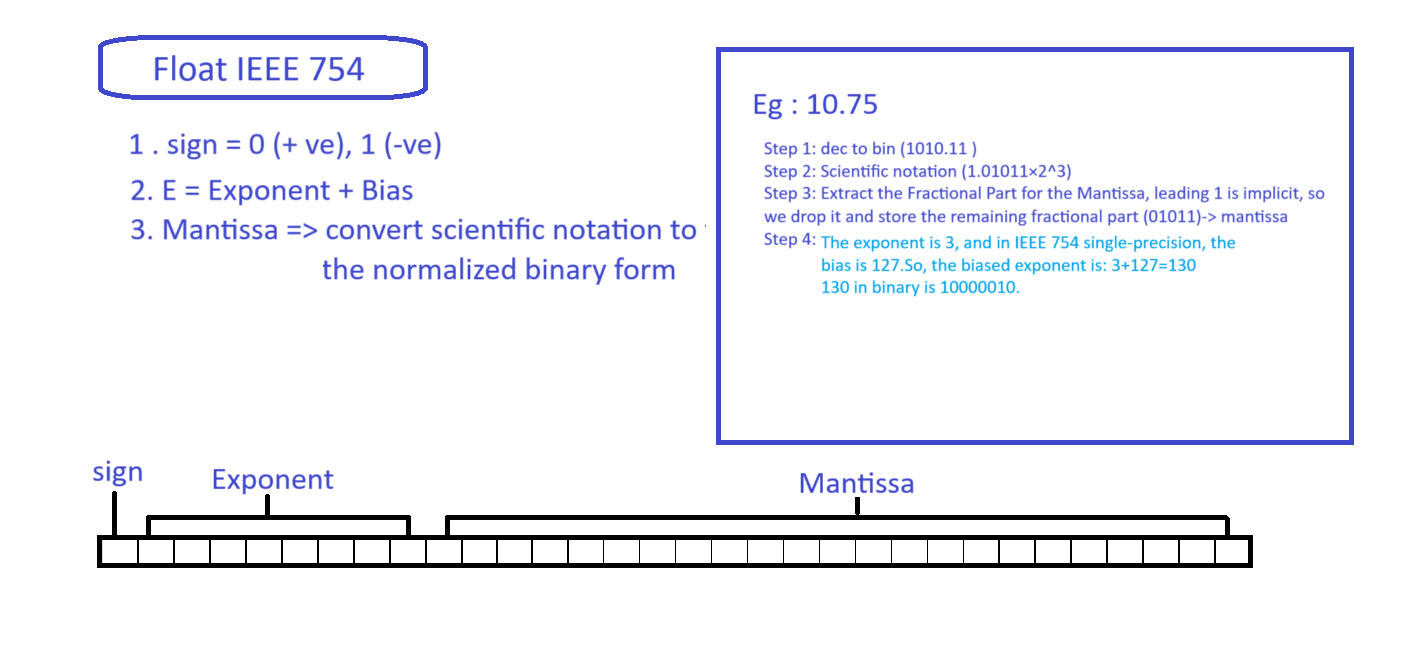 Float IEEE 754
1 . sign = 0 (+ ve), 1 (-ve)
2. E = Exponent + Bias
3. Mantissa => convert scientific notation to
the normalized binary form
Eg : 10.75
Step 1: dec to bin (1010.11 )
Step 2: Scientific notation (1.01011×2^3)
Step 3: Extract the Fractional Part for the Mantissa, leading 1 is implicit, so
we drop it and store the remaining fractional part (01011)-> mantissa
Step 4: The exponent is 3, and in IEEE 754 single-precision, the
bias is 127.So, the biased exponent is: 3+127=130
130 in binary is 10000010.
sign
Exponent
Mantissa